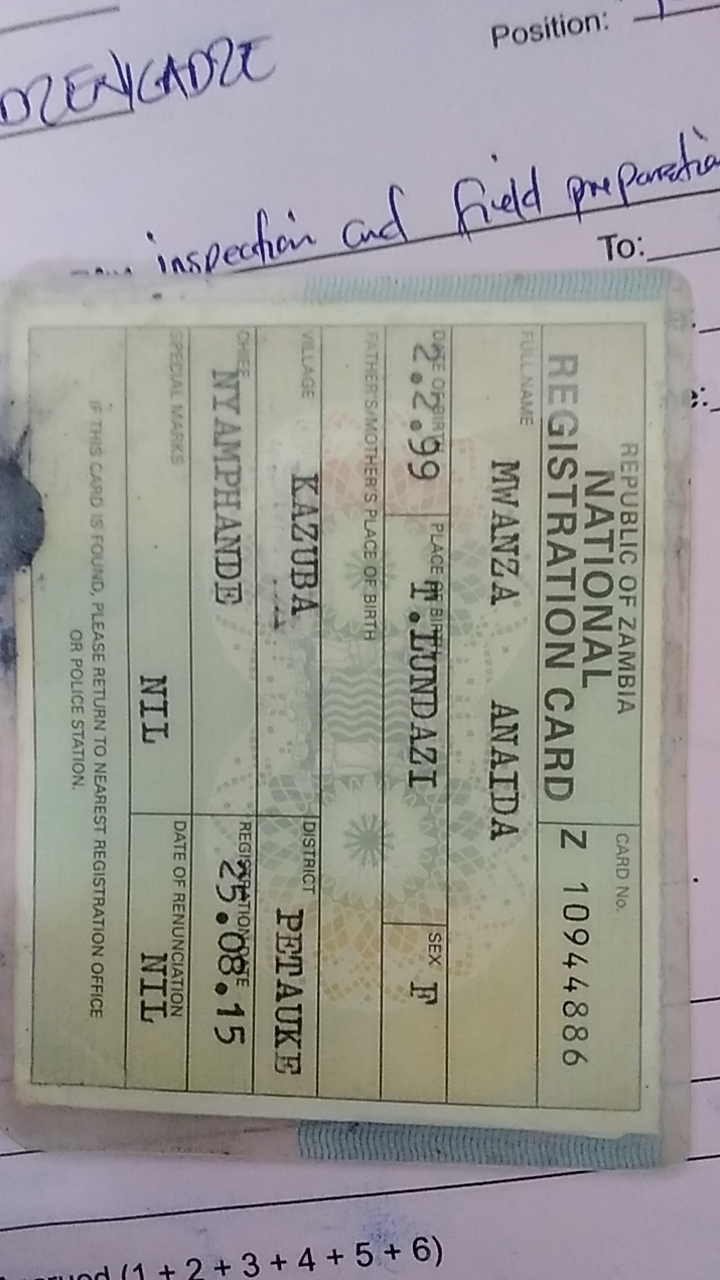 DZENGADZE
Position:
inspection and field preparation
To:
REPUBLIC OF ZAMBIA
NATIONAL
REGISTRATION CARD
CARD No.
Z 10944886
FULL NAME
MWANZA ANAIDA
DATE OF BIRTH
2.2.99
PLACE OF BIRTH
T.LUNDAZI
SEX
F
FATHER'S/MOTHER'S PLACE OF BIRTH
VILLAGE
KAZUBA
DISTRICT
PETAUKE
CHIEF
NYAMPHANDE
REGISTRATION DATE
25.08.15
SPECIAL MARKS
NIL
DATE OF RENUNCIATION
NIL
IF THIS CARD IS FOUND, PLEASE RETURN TO NEAREST REGISTRATION OFFICE
OR POLICE STATION.
(1 + 2 + 3 + 4 + 5 + 6)